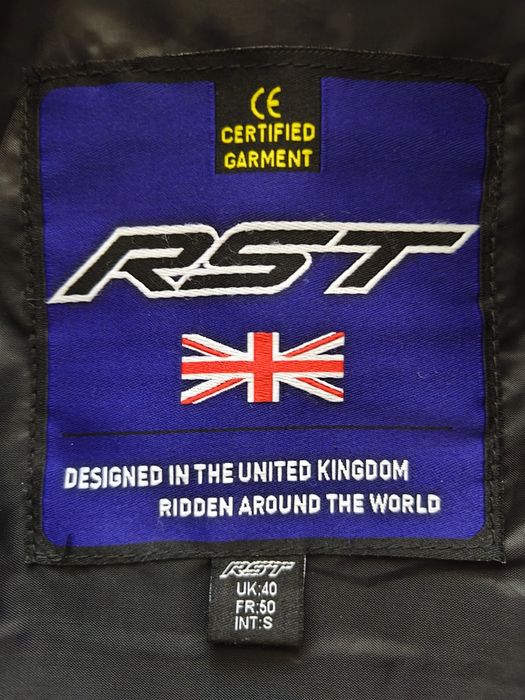 CE
CERTIFIED
GARMENT
RST
DESIGNED IN THE UNITED KINGDOM
RIDDEN AROUND THE WORLD
RST
UK:40
FR:50
INT:S